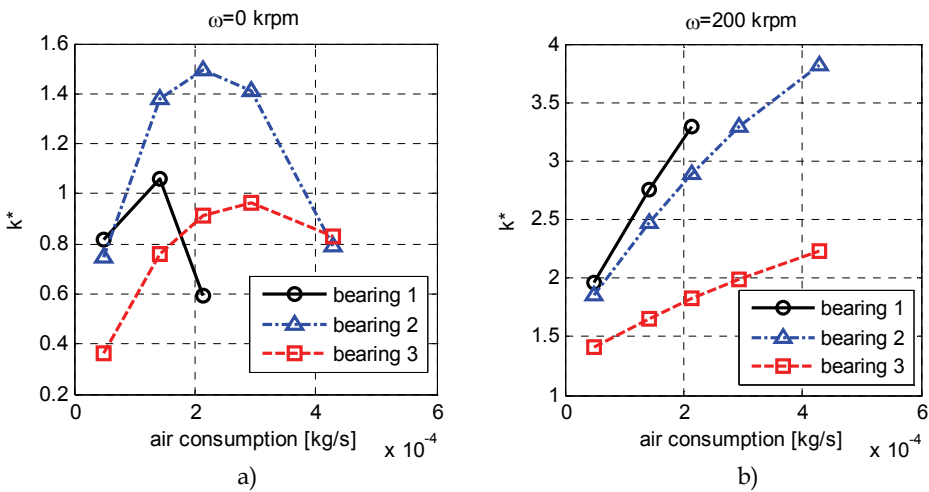 ω=0 krpm
1.6
1.4
1.2
1
0.8
0.6
0.4
0.2
k*
0
2
4
6
air consumption [kg/s]
x 10⁻⁴
bearing 1
bearing 2
bearing 3
a)
ω=200 krpm
4
3.5
3
2.5
2
1.5
1
k*
0
2
4
6
air consumption [kg/s]
x 10⁻⁴
bearing 1
bearing 2
bearing 3
b)